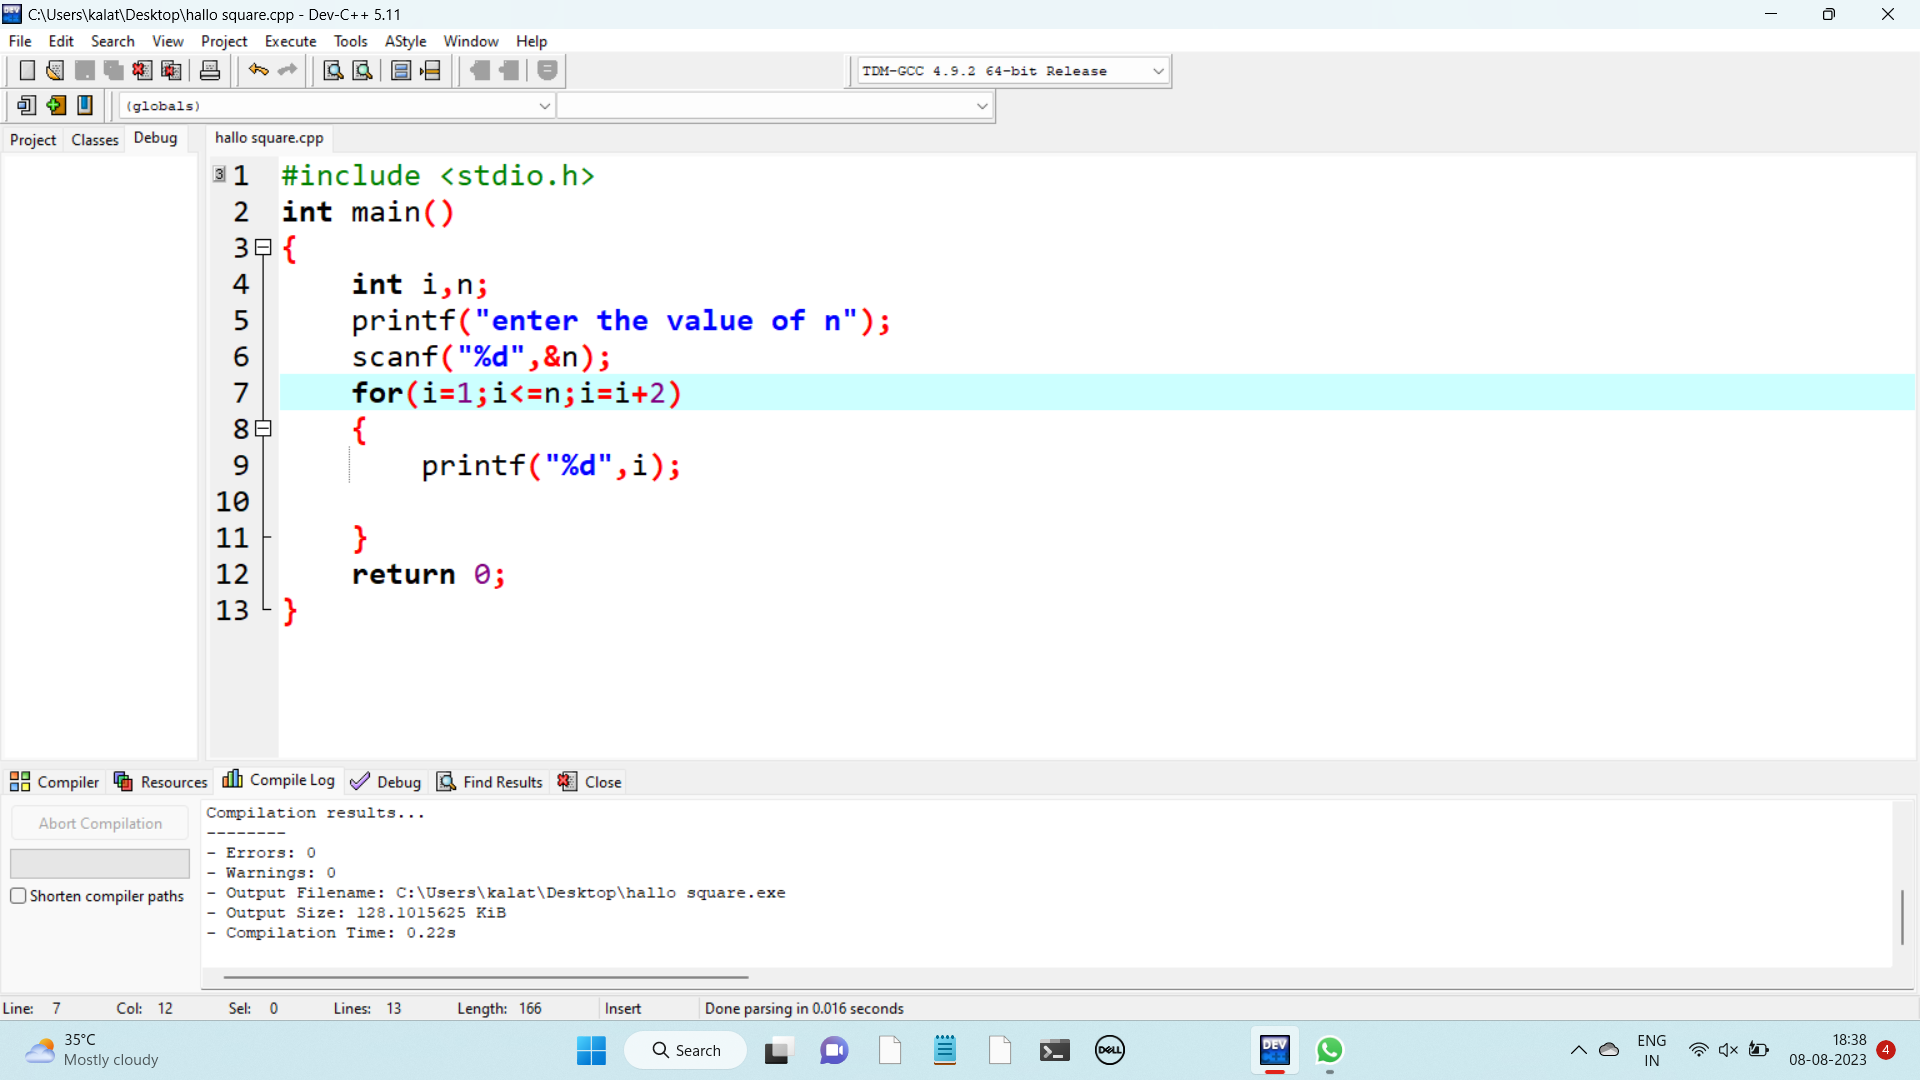 C:\Users\kalat\Desktop\hallo square.cpp - Dev-C++ 5.11
File Edit Search View Project Execute Tools AStyle Window Help
TDM-GCC 4.9.2 64-bit Release
(globals)
Project Classes Debug hallo square.cpp
3 1 #include <stdio.h>
2 int main()
3 {
4 int i,n;
5 printf("enter the value of n");
6 scanf("%d",&n);
7 for(i=1;i<=n;i=i+2)
8 {
9 printf("%d",i);
10
11 }
12 return 0;
13 }
Compiler Resources Compile Log Debug Find Results Close
Abort Compilation
Shorten compiler paths
Compilation results...
--------
- Errors: 0
- Warnings: 0
- Output Filename: C:\Users\kalat\Desktop\hallo square.exe
- Output Size: 128.1015625 KiB
- Compilation Time: 0.22s
Line: 7 Col: 12 Sel: 0 Lines: 13 Length: 166 Insert Done parsing in 0.016 seconds
35°C
Mostly cloudy
Search
DELL
DEV
ENG
IN
18:38
08-08-2023
4